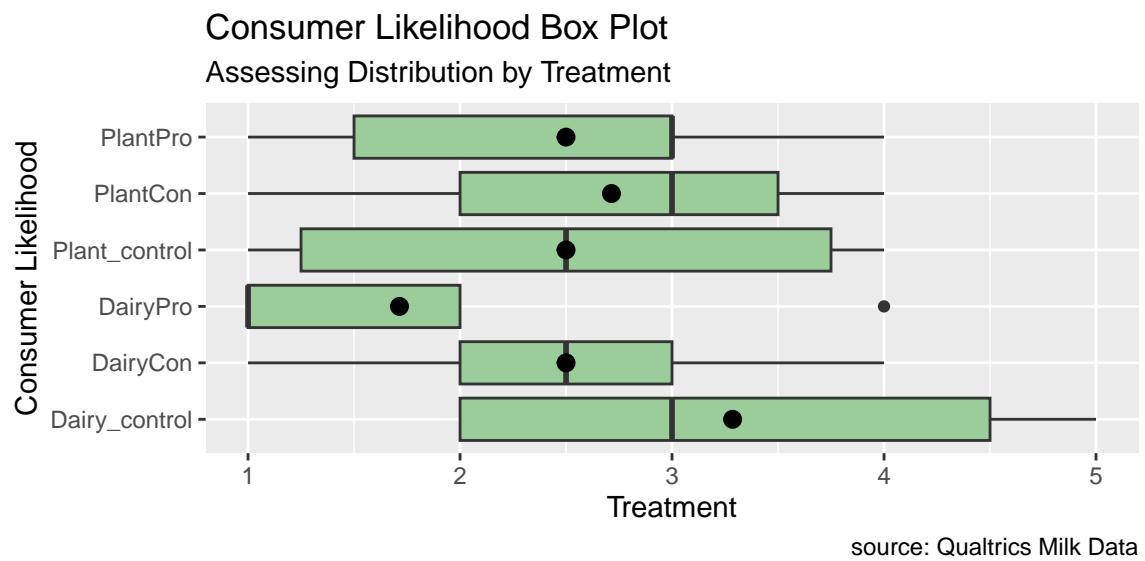 Consumer Likelihood Box Plot
Assessing Distribution by Treatment
Consumer Likelihood
PlantPro
PlantCon
Plant_control
DairyPro
DairyCon
Dairy_control
1 2 3 4 5
Treatment
source: Qualtrics Milk Data